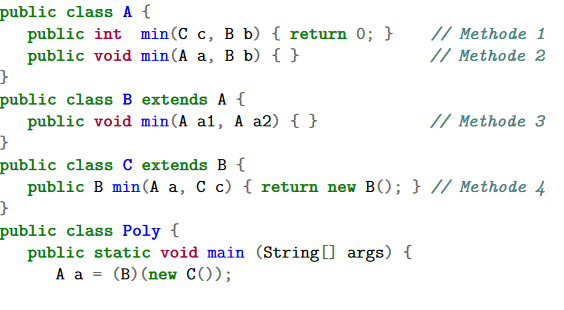 public class A {
public int min(C c, B b) { return 0; } // Methode 1
public void min(A a, B b) { } // Methode 2
}
public class B extends A {
public void min(A a1, A a2) { } // Methode 3
}
public class C extends B {
public B min(A a, C c) { return new B(); } // Methode 4
}
public class Poly {
public static void main (String[] args) {
A a = (B)(new C());